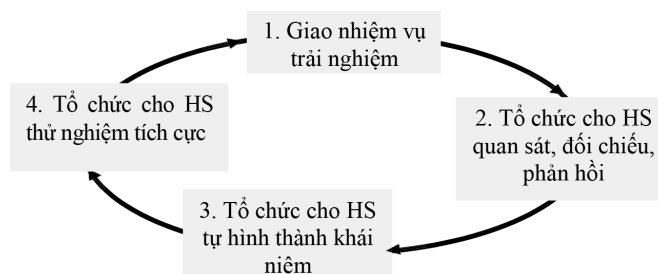 1. Giao nhiệm vụ
trải nghiệm
2. Tổ chức cho HS
quan sát, đối chiếu,
phản hồi
3. Tổ chức cho HS
tự hình thành khái
niệm
4. Tổ chức cho HS
thử nghiệm tích cực